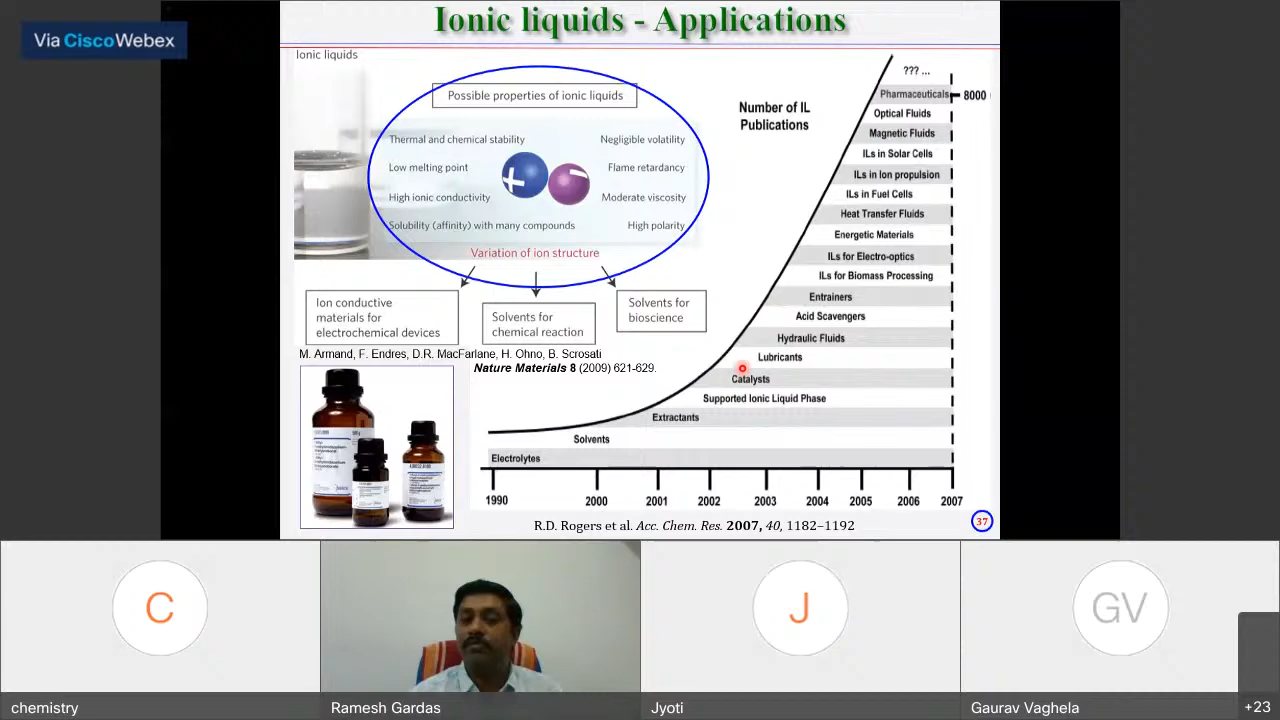 Ionic liquids - Applications
Via CiscoWebex
Ionic liquids
Possible properties of ionic liquids
Thermal and chemical stability
Negligible volatility
Low melting point
Flame retardancy
High ionic conductivity
Moderate viscosity
Solubility (affinity) with many compounds
High polarity
+
−
Variation of ion structure
Ion conductive
materials for
electrochemical devices
Solvents for
chemical reaction
Solvents for
bioscience
M. Armand, F. Endres, D.R. MacFarlane, H. Ohno, B. Scrosati
Nature Materials 8 (2009) 621-629.
Number of IL
Publications
??? ...
Pharmaceuticals
8000
Optical Fluids
Magnetic Fluids
ILs in Solar Cells
ILs in Ion propulsion
ILs in Fuel Cells
Heat Transfer Fluids
Energetic Materials
ILs for Electro-optics
ILs for Biomass Processing
Entrainers
Acid Scavengers
Hydraulic Fluids
Lubricants
Catalysts
Supported Ionic Liquid Phase
Extractants
Solvents
Electrolytes
1990 2000 2001 2002 2003 2004 2005 2006 2007
R.D. Rogers et al. Acc. Chem. Res. 2007, 40, 1182–1192
37
C
J
GV
chemistry
Ramesh Gardas
Jyoti
Gaurav Vaghela
+23